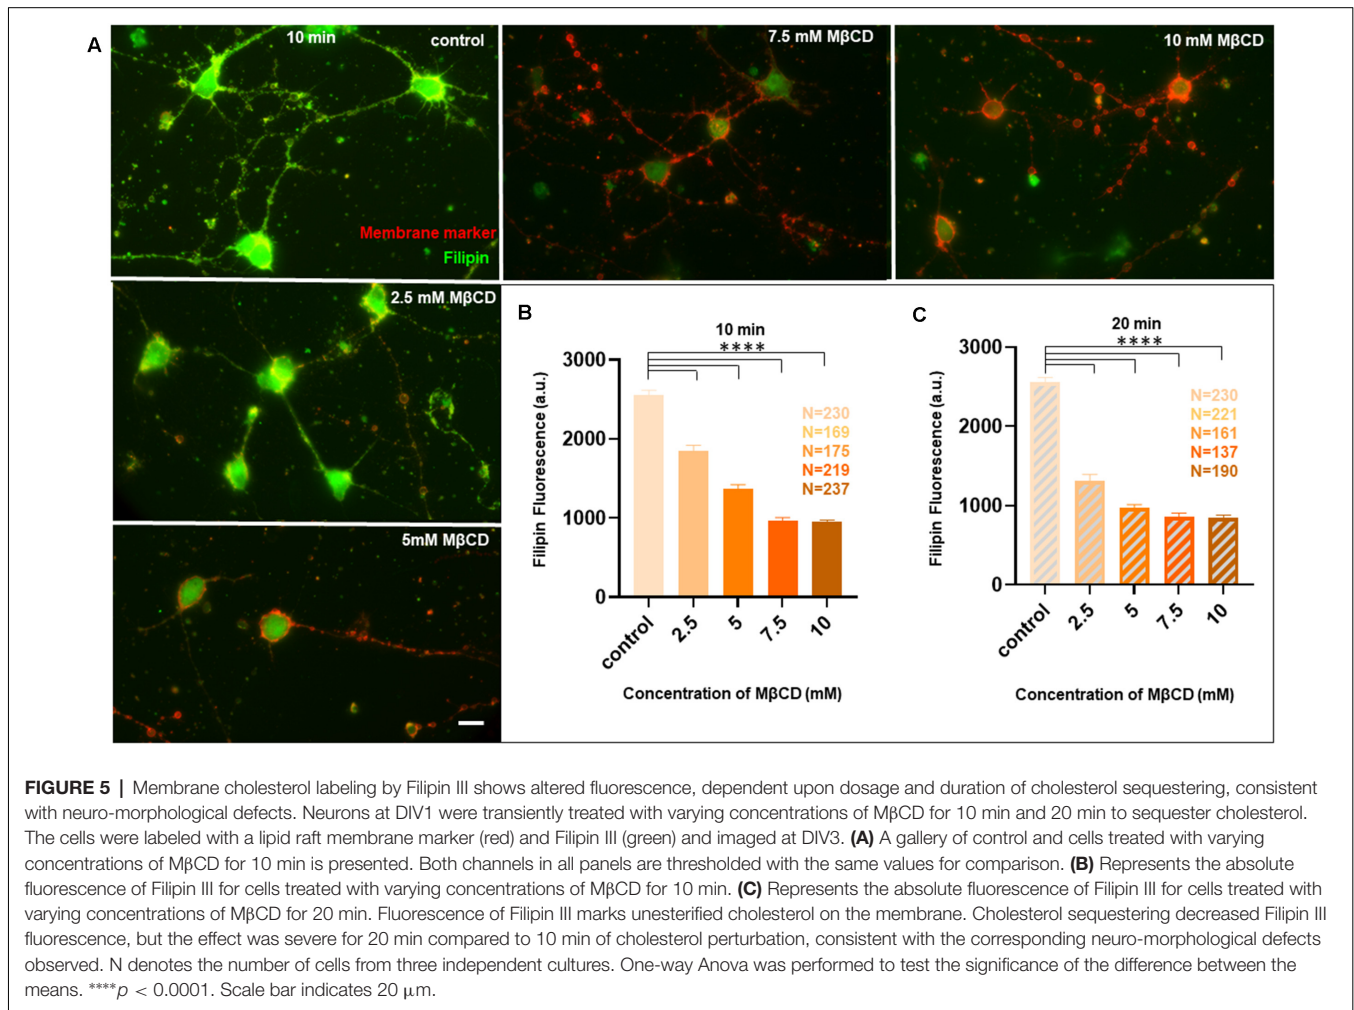 A
10 min
control
Membrane marker
Filipin
7.5 mM MβCD
10 mM MβCD
2.5 mM MβCD
5mM MβCD
B
10 min
****
Filipin Fluorescence (a.u.)
3000
2000
1000
0
N=230
N=169
N=175
N=219
N=237
control
2.5
5
7.5
10
Concentration of MβCD (mM)
C
20 min
****
Filipin Fluorescence (a.u.)
3000
2000
1000
0
N=230
N=221
N=161
N=137
N=190
control
2.5
5
7.5
10
Concentration of MβCD (mM)
FIGURE 5 | Membrane cholesterol labeling by Filipin III shows altered fluorescence, dependent upon dosage and duration of cholesterol sequestering, consistent
with neuro-morphological defects. Neurons at DIV1 were transiently treated with varying concentrations of MβCD for 10 min and 20 min to sequester cholesterol.
The cells were labeled with a lipid raft membrane marker (red) and Filipin III (green) and imaged at DIV3. (A) A gallery of control and cells treated with varying
concentrations of MβCD for 10 min is presented. Both channels in all panels are thresholded with the same values for comparison. (B) Represents the absolute
fluorescence of Filipin III for cells treated with varying concentrations of MβCD for 10 min. (C) Represents the absolute fluorescence of Filipin III for cells treated with
varying concentrations of MβCD for 20 min. Fluorescence of Filipin III marks unesterified cholesterol on the membrane. Cholesterol sequestering decreased Filipin III
fluorescence, but the effect was severe for 20 min compared to 10 min of cholesterol perturbation, consistent with the corresponding neuro-morphological defects
observed. N denotes the number of cells from three independent cultures. One-way Anova was performed to test the significance of the difference between the
means. ****p < 0.0001. Scale bar indicates 20 μm.